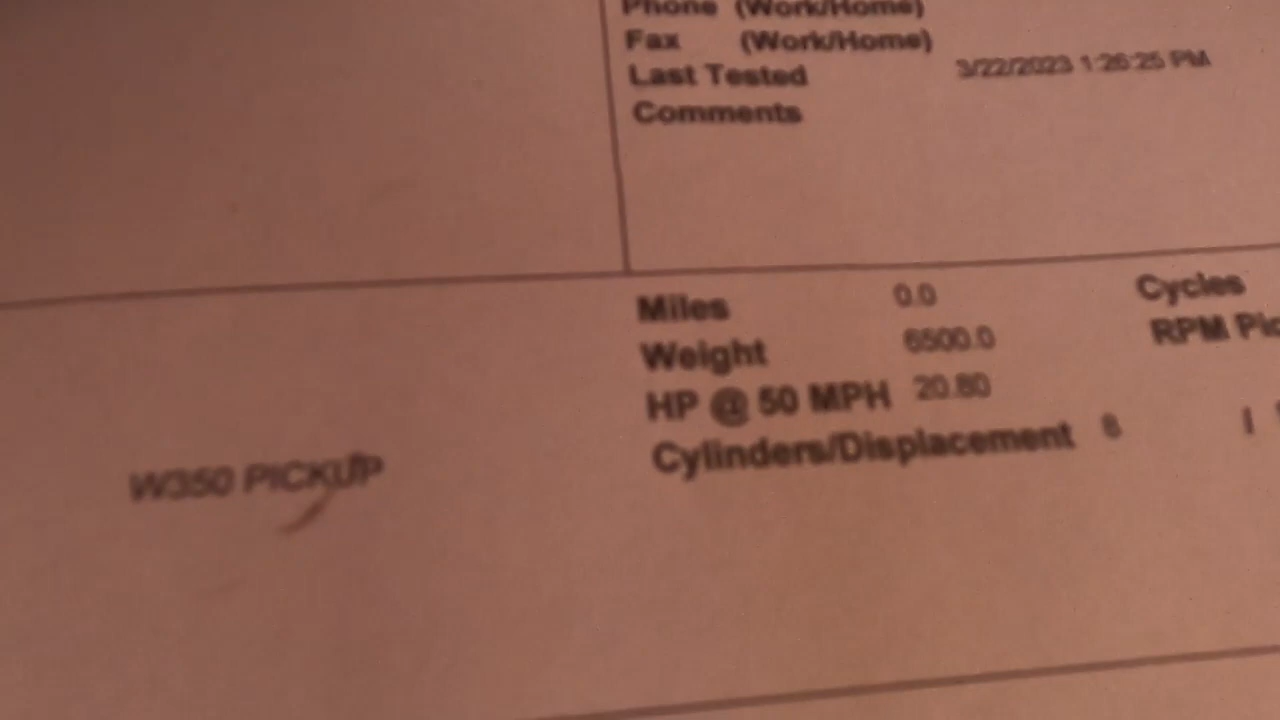 Phone (Work/Home)
Fax (Work/Home)
Last Tested 3/22/2023 1:26:25 PM
Comments
Miles 0.0 Cycles
Weight 6500.0 RPM
HP @ 50 MPH 20.80
Cylinders/Displacement /
W350 PICKUP